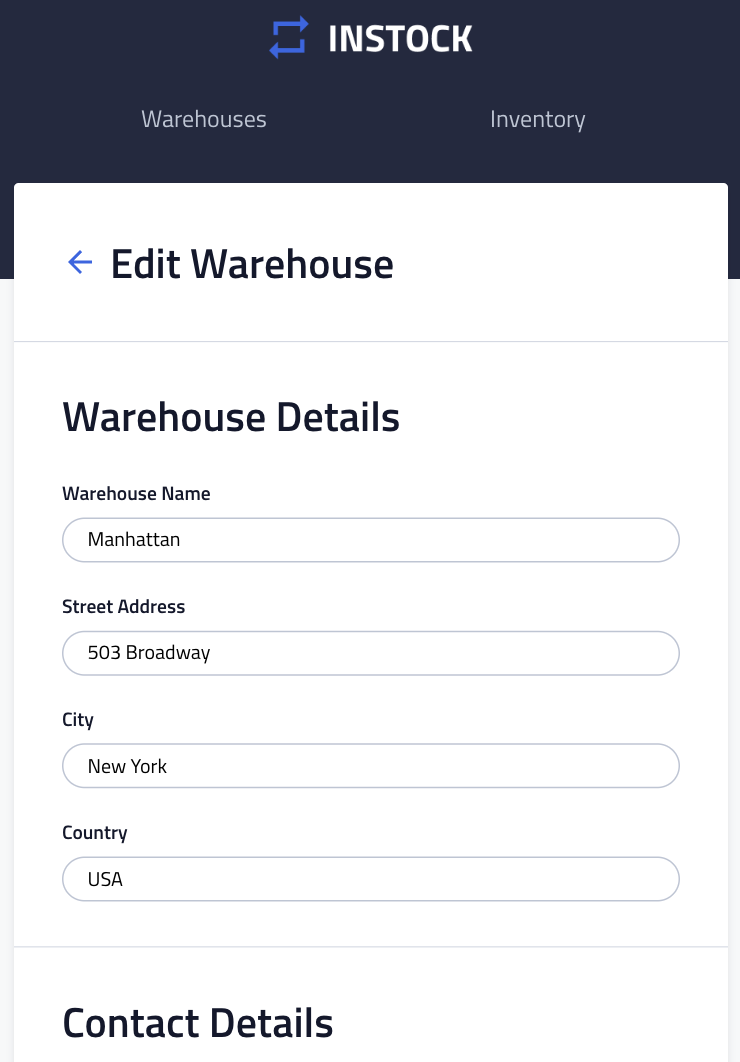 INSTOCK
Warehouses Inventory
Edit Warehouse
Warehouse Details
Warehouse Name
Manhattan
Street Address
503 Broadway
City
New York
Country
USA
Contact Details